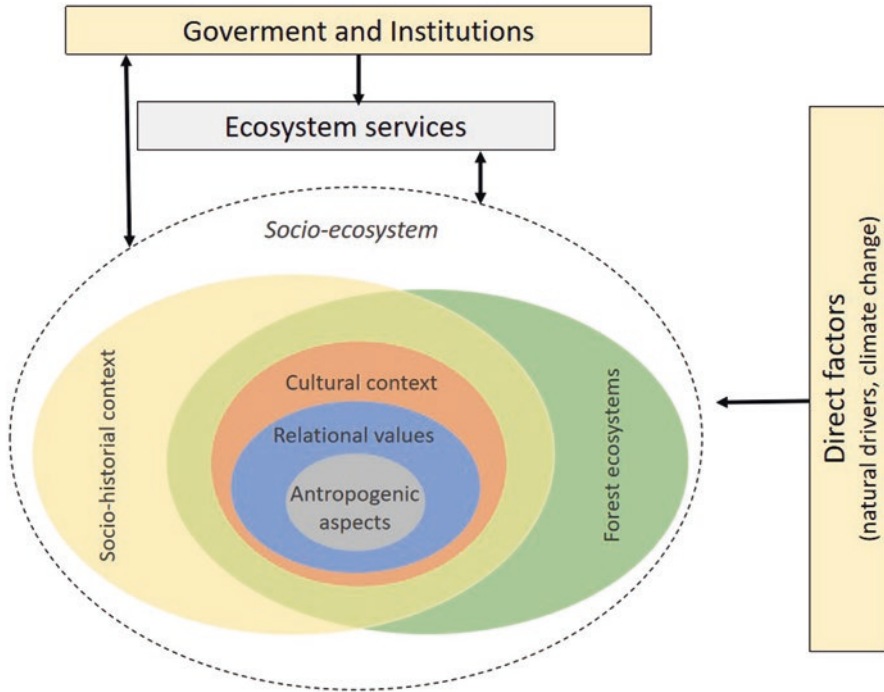 Goverment and Institutions
Ecosystem services
Socio-ecosystem
Socio-historial context
Cultural context
Relational values
Antropogenic
aspects
Forest ecosystems
Direct factors
(natural drivers, climate change)